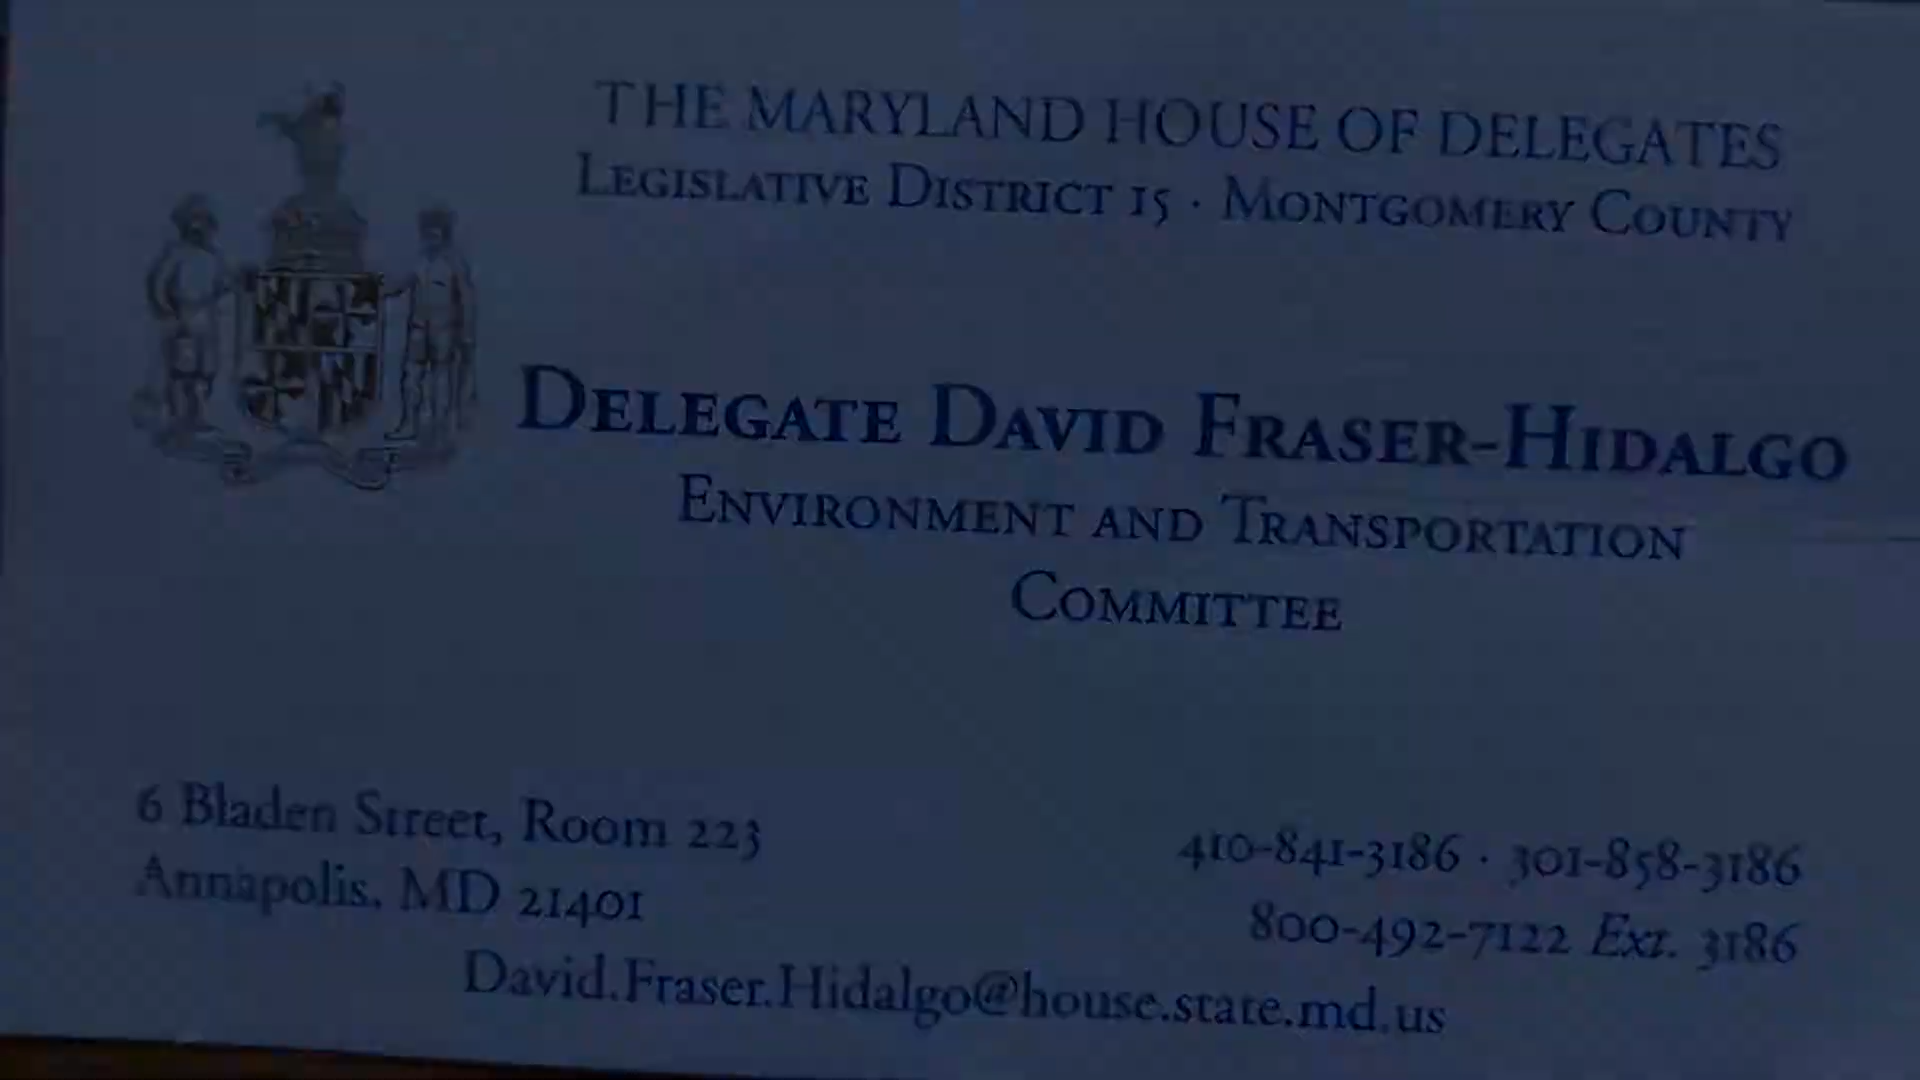 THE MARYLAND HOUSE OF DELEGATES
LEGISLATIVE DISTRICT 15 · MONTGOMERY COUNTY
DELEGATE DAVID FRASER-HIDALGO
ENVIRONMENT AND TRANSPORTATION
COMMITTEE
6 Bladen Street, Room 223
Annapolis, MD 21401
410-841-3186 · 301-858-3186
800-492-7122 Ext. 3186
David.Fraser.Hidalgo@house.state.md.us